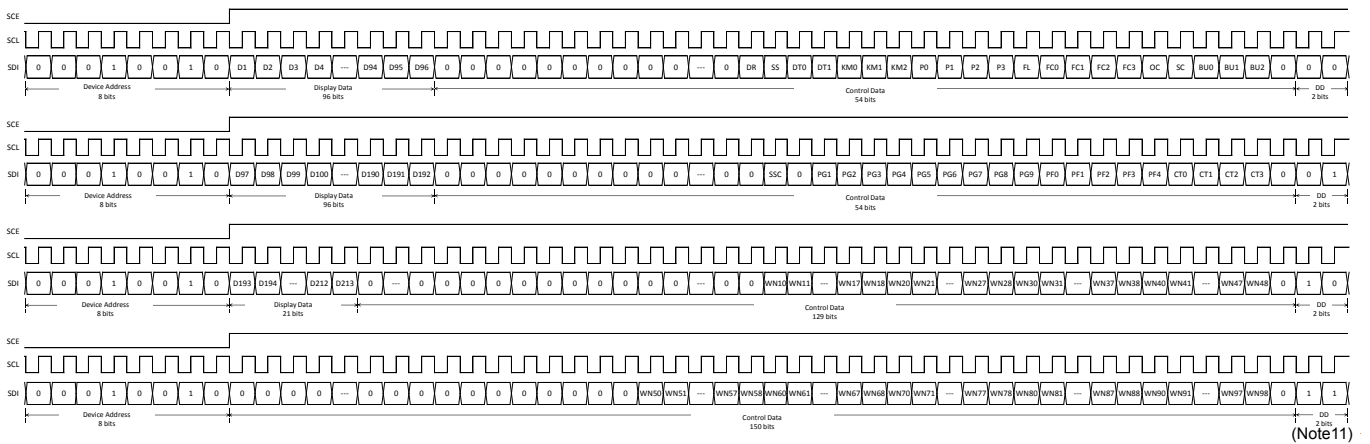 SCE
SCL
SDI 0 0 0 1 0 0 1 0 D1 D2 D3 D4 --- D94 D95 D96 0 0 0 0 0 0 0 0 0 0 --- 0 DR SS DT0 DT1 KM0 KM1 KM2 P0 P1 P2 P3 FL FC0 FC1 FC2 FC3 OC SC BU0 BU1 BU2 0 0 0
Device Address Display Data Control Data DD
8 bits 96 bits 54 bits 2 bits
SCE
SCL
SDI 0 0 0 1 0 0 1 0 D97 D98 D99 D100 --- D190 D191 D192 0 0 0 0 0 0 0 0 0 0 --- 0 0 SSC 0 PG1 PG2 PG3 PG4 PG5 PG6 PG7 PG8 PG9 PF0 PF1 PF2 PF3 PF4 CT0 CT1 CT2 CT3 0 0 1
Device Address Display Data Control Data DD
8 bits 96 bits 54 bits 2 bits
SCE
SCL
SDI 0 0 0 1 0 0 1 0 D193 D194 --- D212 D213 0 --- 0 0 0 0 0 0 0 0 0 0 0 --- 0 0 WN10 WN11 --- WN17 WN18 WN20 WN21 --- WN27 WN28 WN30 WN31 --- WN37 WN38 WN40 WN41 --- WN47 WN48 0 1 0
Device Address Display Data Control Data DD
8 bits 21 bits 129 bits 2 bits
SCE
SCL
SDI 0 0 0 1 0 0 1 0 0 0 0 0 --- 0 0 0 0 0 0 0 0 0 0 0 WN50 WN51 --- WN57 WN58 WN60 WN61 --- WN67 WN68 WN70 WN71 --- WN77 WN78 WN80 WN81 --- WN87 WN88 WN90 WN91 --- WN97 WN98 0 1 1
Device Address Control Data DD
8 bits 150 bits 2 bits
(Note11)